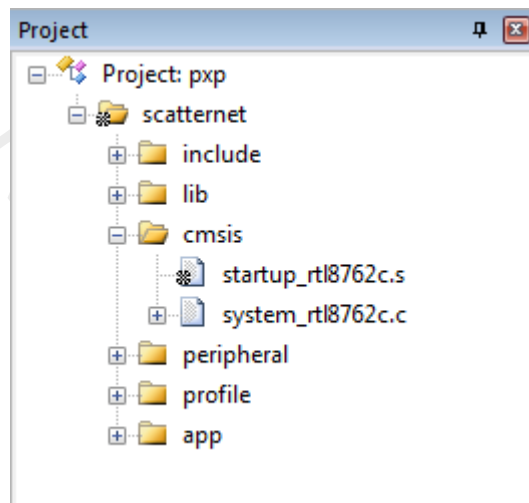 Project
Project: pxp
scatternet
include
lib
cmsis
startup_rtl8762c.s
system_rtl8762c.c
peripheral
profile
app